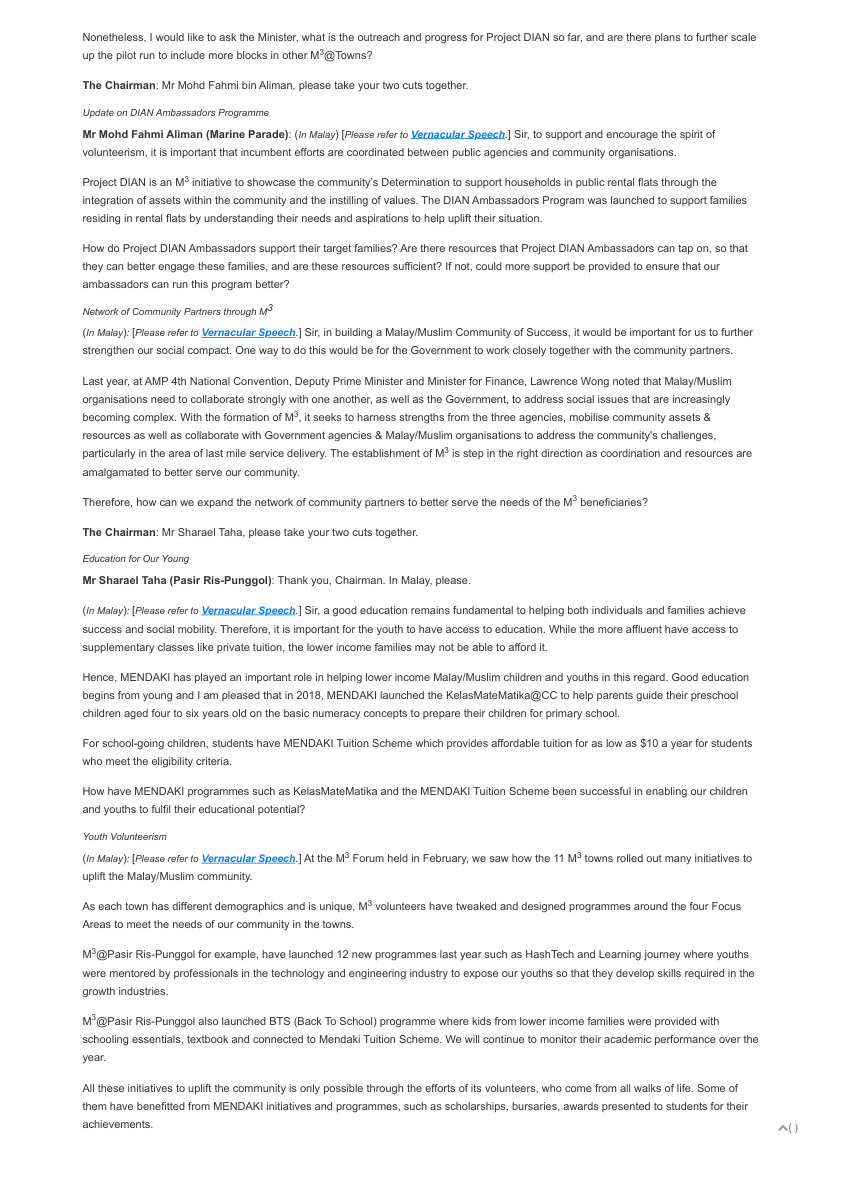 Nonetheless, I would like to ask the Minister, what is the outreach and progress for Project DIAN so far, and are there plans to further scale
up the pilot run to include more blocks in other M³@Towns?
The Chairman: Mr Mohd Fahmi bin Aliman, please take your two cuts together.
Update on DIAN Ambassadors Programme
Mr Mohd Fahmi Aliman (Marine Parade): (In Malay) [Please refer to Vernacular Speech.] Sir, to support and encourage the spirit of
volunteerism, it is important that incumbent efforts are coordinated between public agencies and community organisations.
Project DIAN is an M³ initiative to showcase the community's Determination to support households in public rental flats through the
integration of assets within the community and the instilling of values. The DIAN Ambassadors Program was launched to support families
residing in rental flats by understanding their needs and aspirations to help uplift their situation.
How do Project DIAN Ambassadors support their target families? Are there resources that Project DIAN Ambassadors can tap on, so that
they can better engage these families, and are these resources sufficient? If not, could more support be provided to ensure that our
ambassadors can run this program better?
Network of Community Partners through M³
(In Malay): [Please refer to Vernacular Speech.] Sir, in building a Malay/Muslim Community of Success, it would be important for us to further
strengthen our social compact. One way to do this would be for the Government to work closely together with the community partners.
Last year, at AMP 4th National Convention, Deputy Prime Minister and Minister for Finance, Lawrence Wong noted that Malay/Muslim
organisations need to collaborate strongly with one another, as well as the Government, to address social issues that are increasingly
becoming complex. With the formation of M³, it seeks to harness strengths from the three agencies, mobilise community assets &
resources as well as collaborate with Government agencies & Malay/Muslim organisations to address the community's challenges,
particularly in the area of last mile service delivery. The establishment of M³ is step in the right direction as coordination and resources are
amalgamated to better serve our community.
Therefore, how can we expand the network of community partners to better serve the needs of the M³ beneficiaries?
The Chairman: Mr Sharael Taha, please take your two cuts together.
Education for Our Young
Mr Sharael Taha (Pasir Ris-Punggol): Thank you, Chairman. In Malay, please.
(In Malay): [Please refer to Vernacular Speech.] Sir, a good education remains fundamental to helping both individuals and families achieve
success and social mobility. Therefore, it is important for the youth to have access to education. While the more affluent have access to
supplementary classes like private tuition, the lower income families may not be able to afford it.
Hence, MENDAKI has played an important role in helping lower income Malay/Muslim children and youths in this regard. Good education
begins from young and I am pleased that in 2018, MENDAKI launched the KelasMateMatika@CC to help parents guide their preschool
children aged four to six years old on the basic numeracy concepts to prepare their children for primary school.
For school-going children, students have MENDAKI Tuition Scheme which provides affordable tuition for as low as $10 a year for students
who meet the eligibility criteria.
How have MENDAKI programmes such as KelasMateMatika and the MENDAKI Tuition Scheme been successful in enabling our children
and youths to fulfil their educational potential?
Youth Volunteerism
(In Malay): [Please refer to Vernacular Speech.] At the M³ Forum held in February, we saw how the 11 M³ towns rolled out many initiatives to
uplift the Malay/Muslim community.
As each town has different demographics and is unique, M³ volunteers have tweaked and designed programmes around the four Focus
Areas to meet the needs of our community in the towns.
M³@Pasir Ris-Punggol for example, have launched 12 new programmes last year such as HashTech and Learning journey where youths
were mentored by professionals in the technology and engineering industry to expose our youths so that they develop skills required in the
growth industries.
M³@Pasir Ris-Punggol also launched BTS (Back To School) programme where kids from lower income families were provided with
schooling essentials, textbook and connected to Mendaki Tuition Scheme. We will continue to monitor their academic performance over the
year.
All these initiatives to uplift the community is only possible through the efforts of its volunteers, who come from all walks of life. Some of
them have benefitted from MENDAKI initiatives and programmes, such as scholarships, bursaries, awards presented to students for their
achievements.
( )